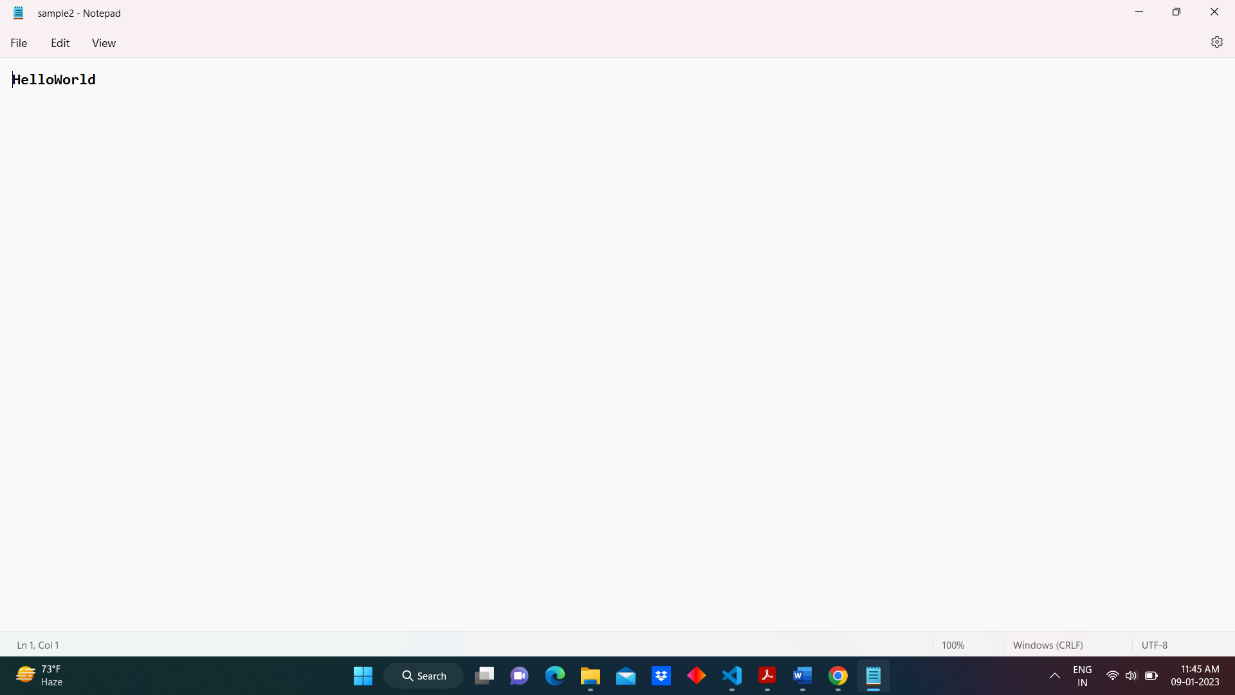 sample2 - Notepad
File Edit View
HelloWorld
Ln 1, Col 1 100% Windows (CRLF) UTF-8
73°F
Haze
Search
ENG
IN
11:45 AM
09-01-2023